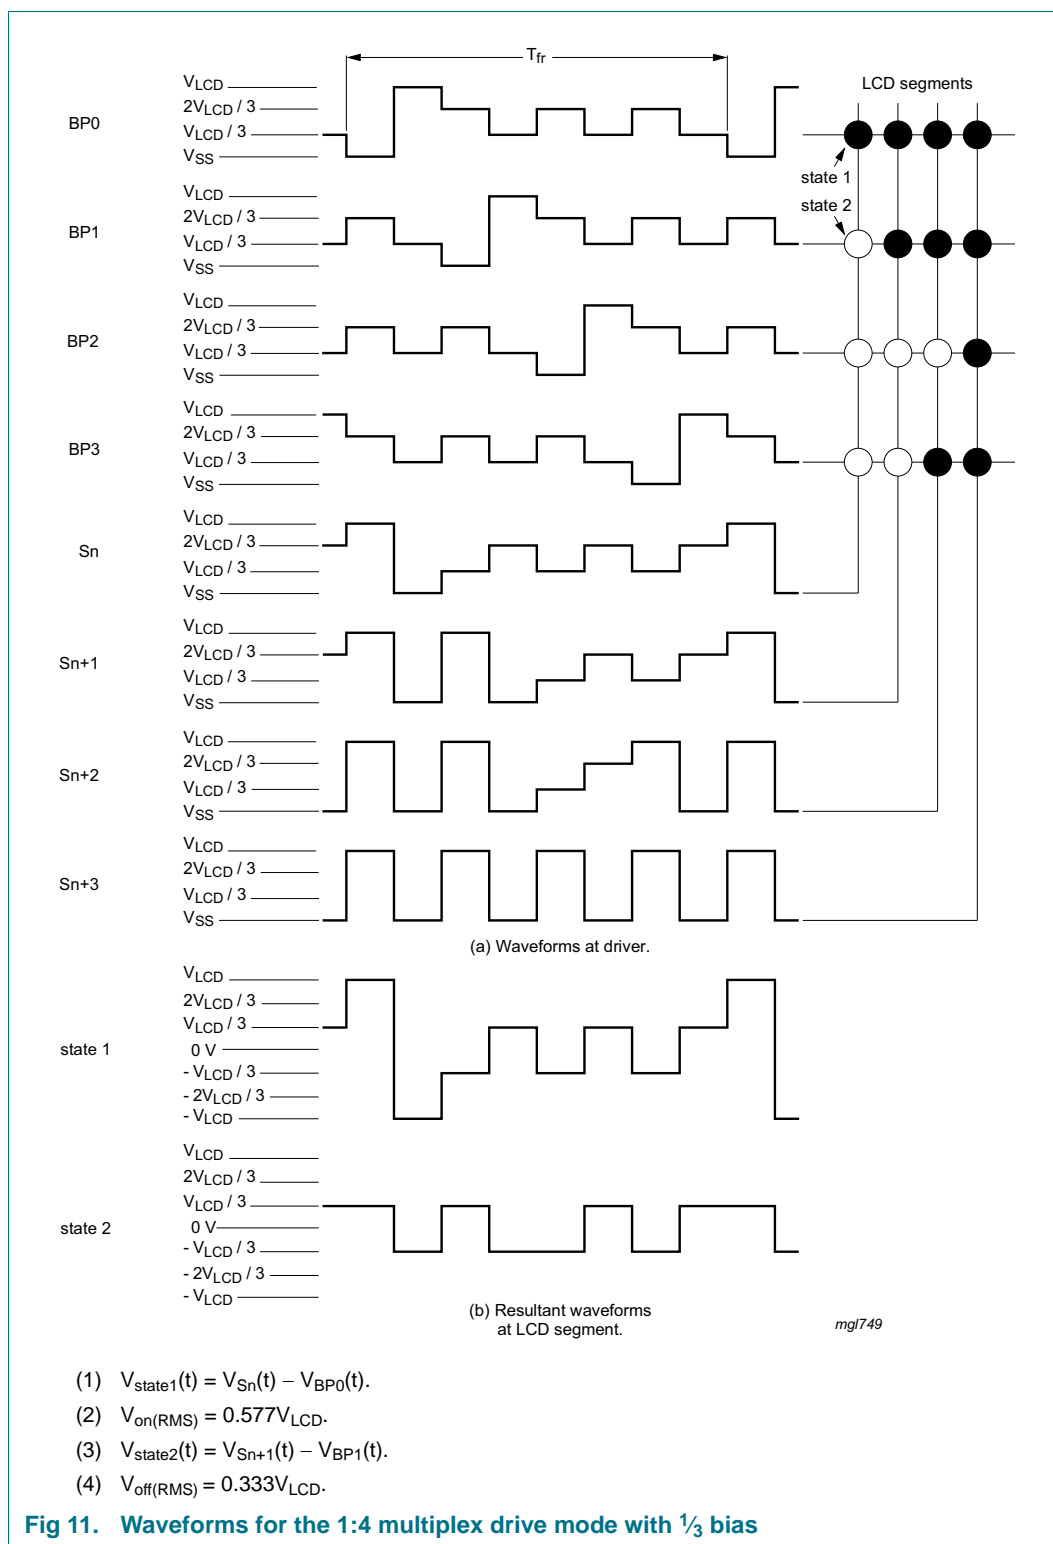 Tfr
LCD segments
BP0
VLCD
2VLCD / 3
VLCD / 3
VSS
state 1
state 2
BP1
VLCD
2VLCD / 3
VLCD / 3
VSS
BP2
VLCD
2VLCD / 3
VLCD / 3
VSS
BP3
VLCD
2VLCD / 3
VLCD / 3
VSS
Sn
VLCD
2VLCD / 3
VLCD / 3
VSS
Sn+1
VLCD
2VLCD / 3
VLCD / 3
VSS
Sn+2
VLCD
2VLCD / 3
VLCD / 3
VSS
Sn+3
VLCD
2VLCD / 3
VLCD / 3
VSS
(a) Waveforms at driver.
state 1
VLCD
2VLCD / 3
VLCD / 3
0 V
- VLCD / 3
- 2VLCD / 3
- VLCD
state 2
VLCD
2VLCD / 3
VLCD / 3
0 V
- VLCD / 3
- 2VLCD / 3
- VLCD
(b) Resultant waveforms
at LCD segment.
mgl749
(1) Vstate1(t) = VSn(t) − VBP0(t).
(2) Von(RMS) = 0.577VLCD.
(3) Vstate2(t) = VSn+1(t) − VBP1(t).
(4) Voff(RMS) = 0.333VLCD.
Fig 11. Waveforms for the 1:4 multiplex drive mode with 1⁄3 bias